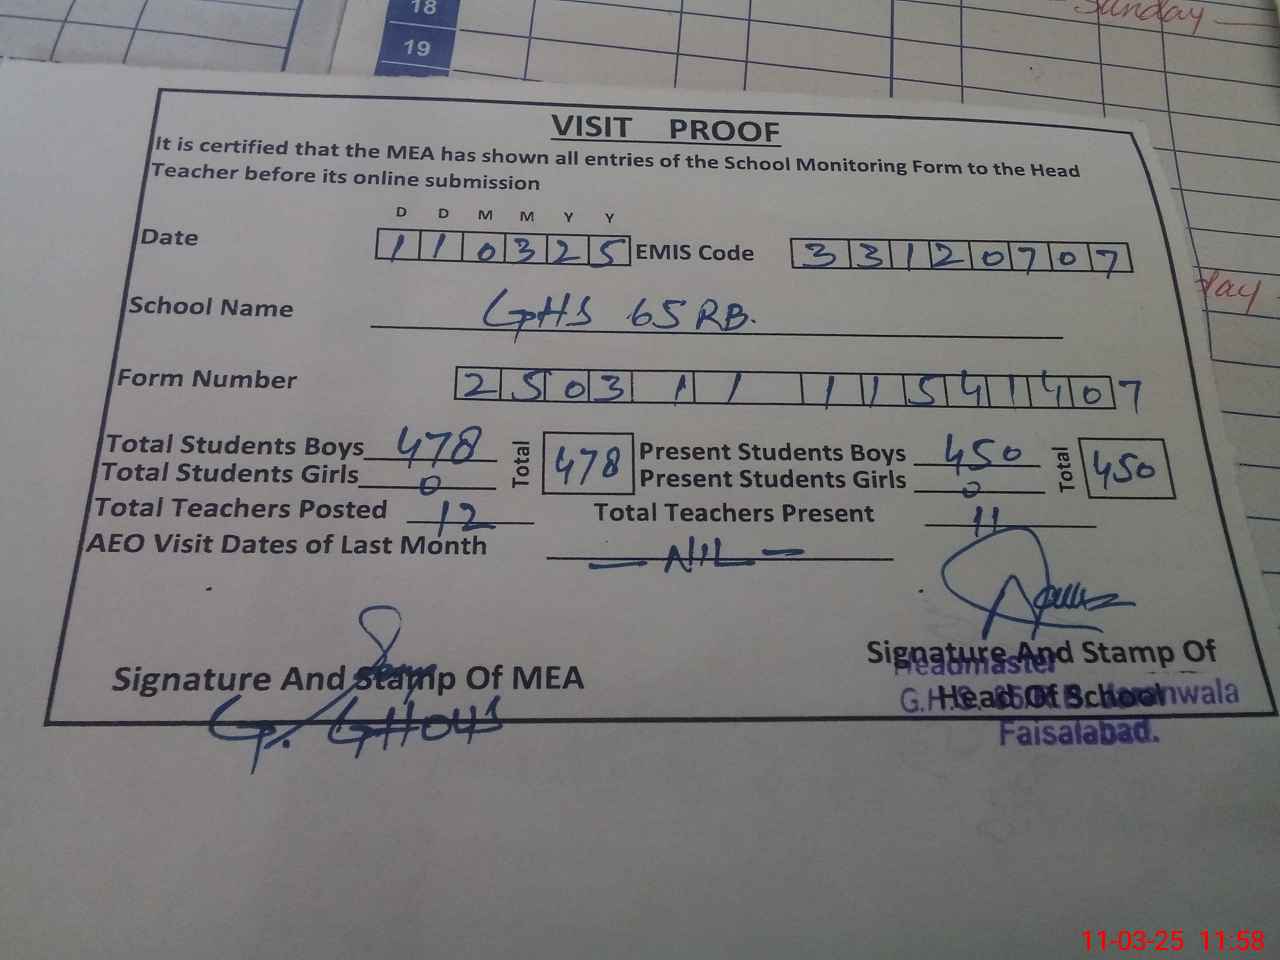 18
19
Sunday
VISIT PROOF
It is certified that the MEA has shown all entries of the School Monitoring Form to the Head
Teacher before its online submission
D D M M Y Y
Date 110325 EMIS Code 33120707
School Name GHS 65 RB.
Form Number 2503 11 11541407
Total Students Boys 478 Total 478 Present Students Boys 450 Total 450
Total Students Girls 0 Present Students Girls 0
Total Teachers Posted 12 Total Teachers Present 11
AEO Visit Dates of Last Month — NIL —
Signature And Stamp Of MEA
Signature And Stamp Of
Head Of School
Headmaster
G.H.S.
Faisalabad.
11-03-25 11:58